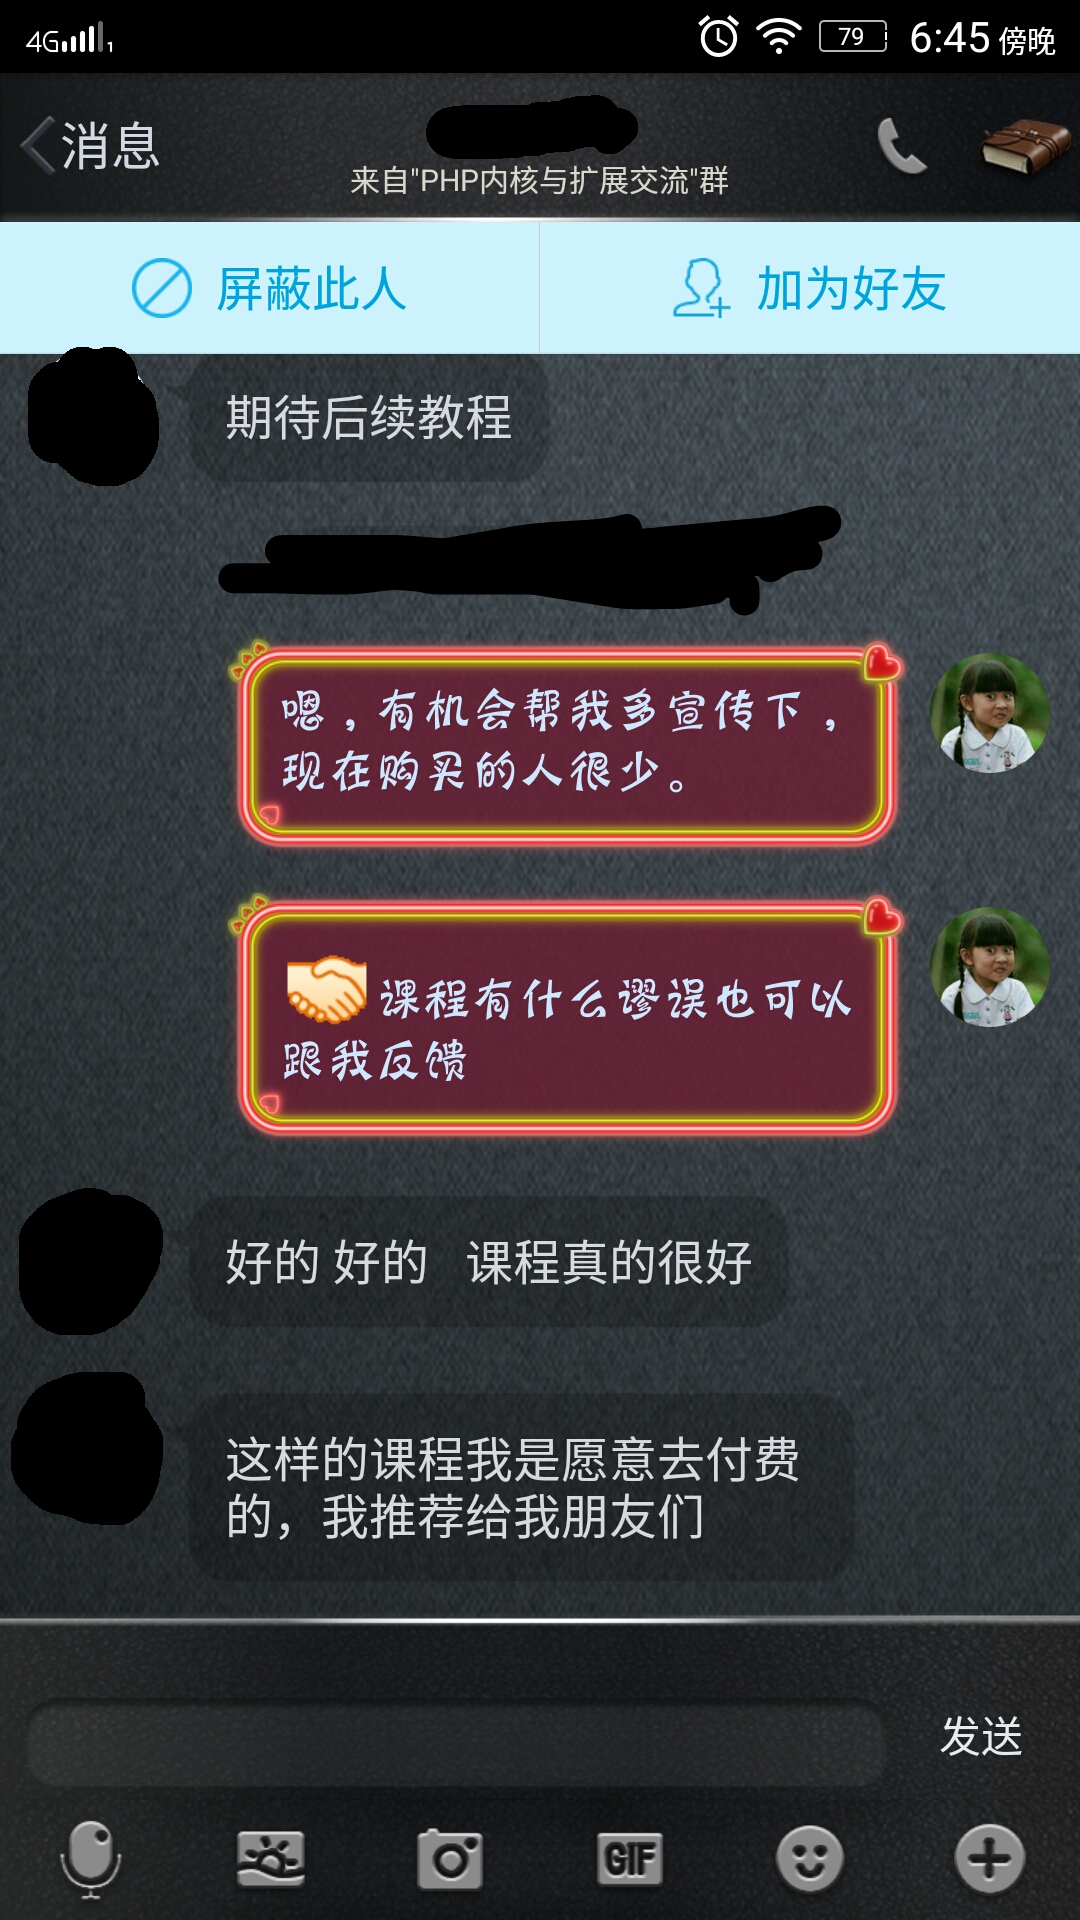 4G 1 79 6:45 傍晚
消息
来自"PHP内核与扩展交流"群
屏蔽此人 加为好友
期待后续教程
嗯，有机会帮我多宣传下，
现在购买的人很少。
课程有什么谬误也可以
跟我反馈
好的 好的 课程真的很好
这样的课程我是愿意去付费
的，我推荐给我朋友们
发送
GIF